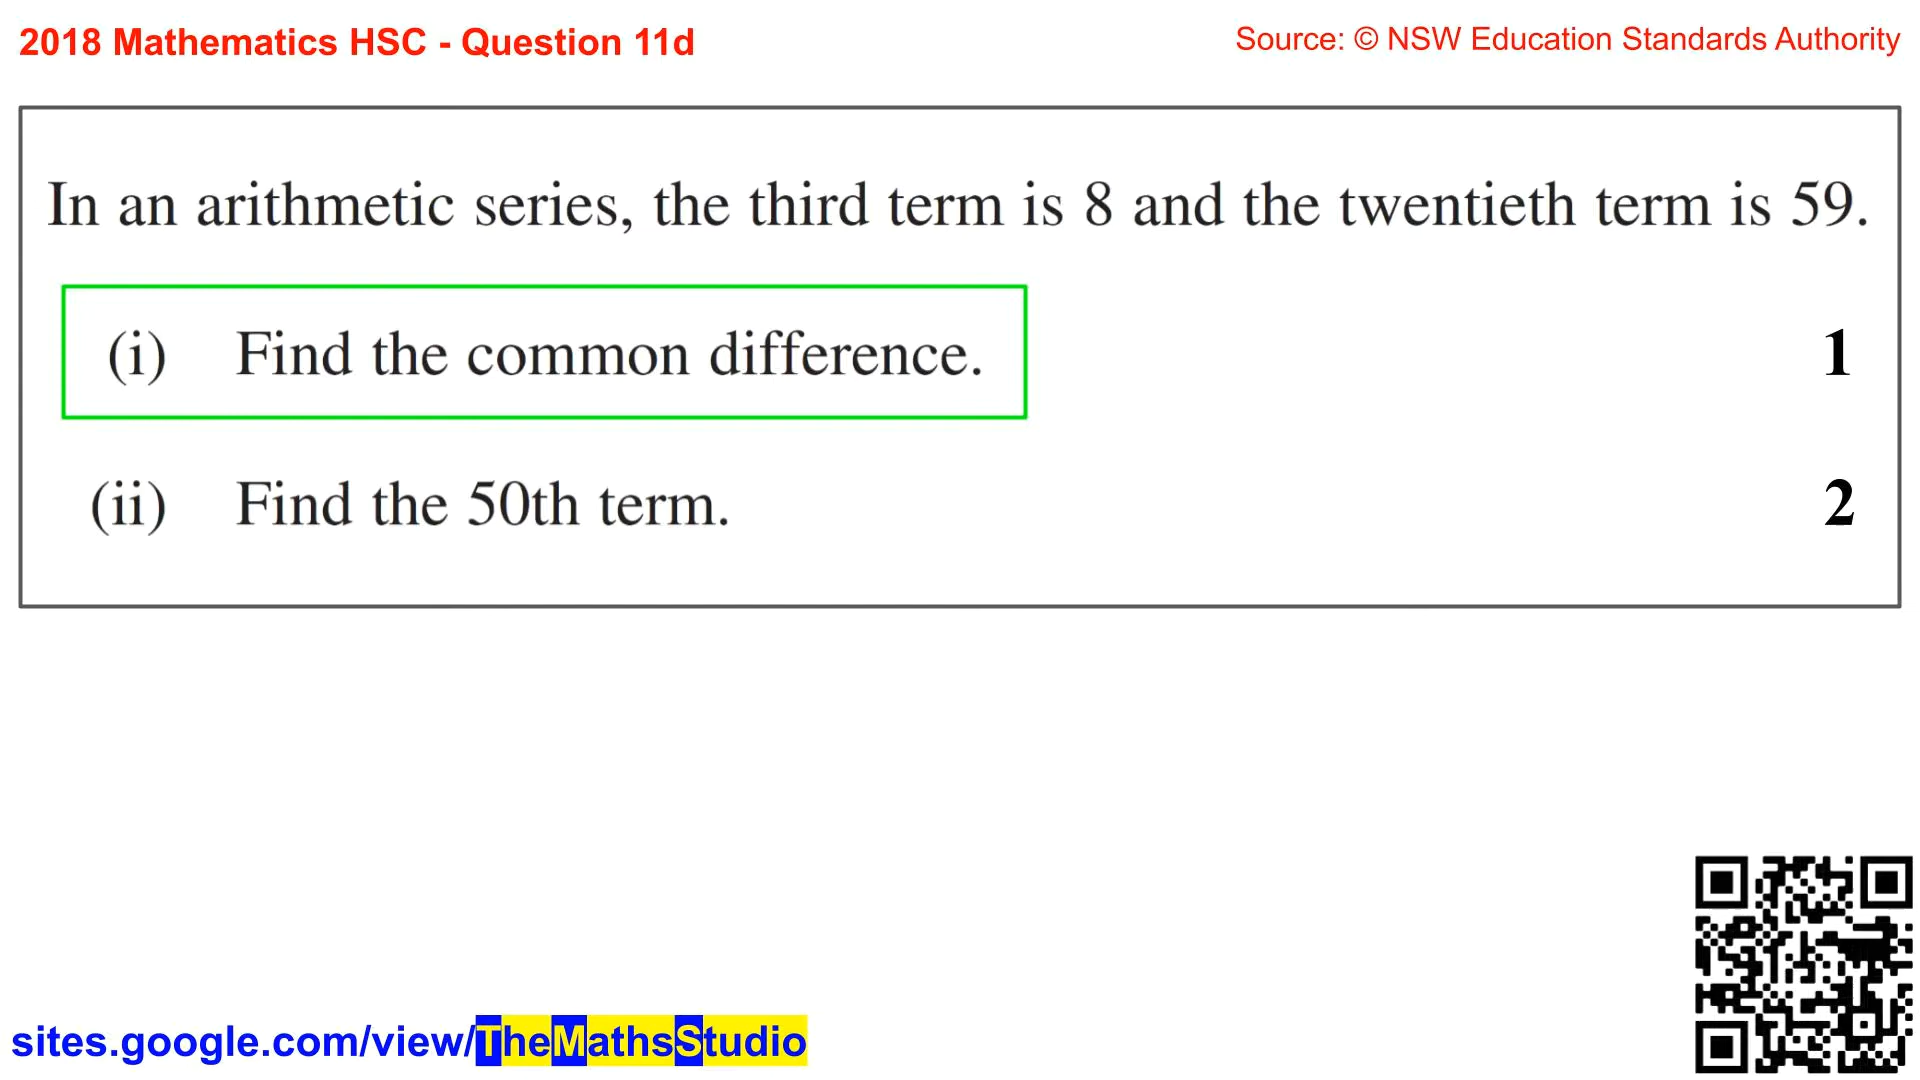 2018 Mathematics HSC - Question 11d
Source: © NSW Education Standards Authority
In an arithmetic series, the third term is 8 and the twentieth term is 59.
(i) Find the common difference. 1
(ii) Find the 50th term. 2
sites.google.com/view/TheMathsStudio